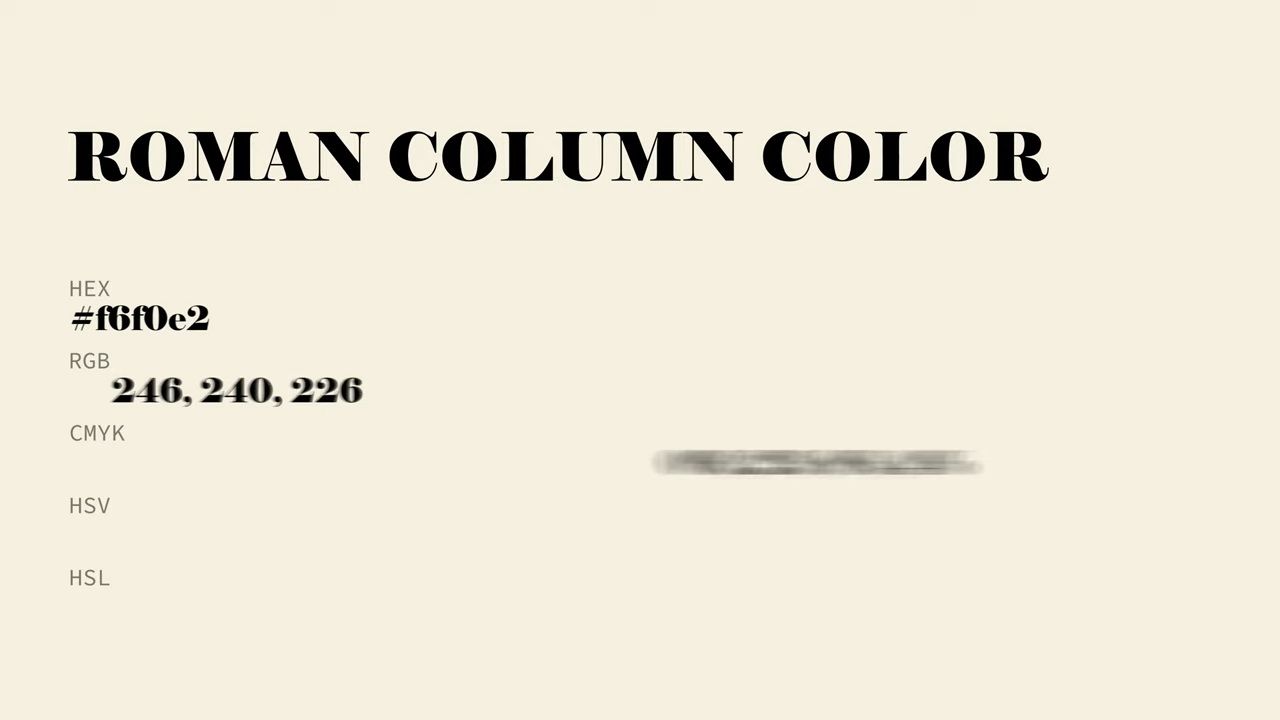 ROMAN COLUMN COLOR
HEX
#f6f0e2
RGB
246, 240, 226
CMYK
HSV
HSL